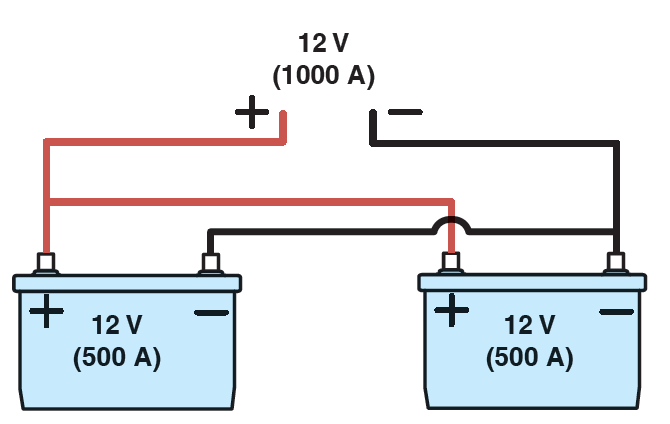 12 V
(1000 A)
+ −
+ − 12 V
(500 A)
+ − 12 V
(500 A)